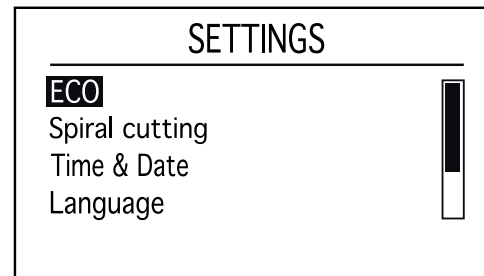 SETTINGS
ECO
Spiral cutting
Time & Date
Language